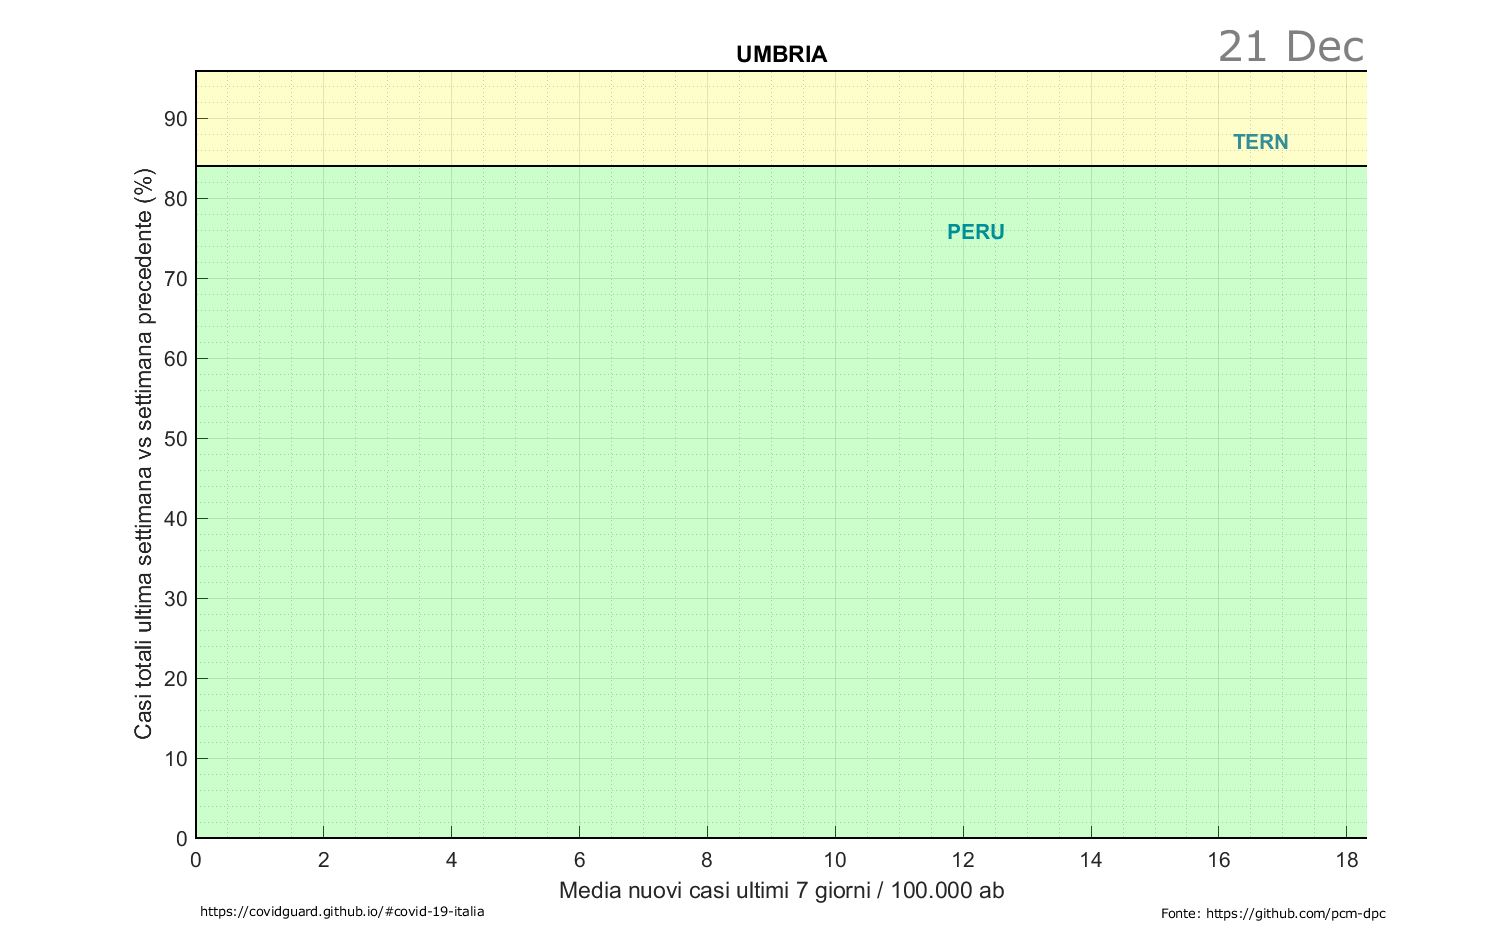 UMBRIA
21 Dec
Casi totali ultima settimana vs settimana precedente (%)
90
80
70
60
50
40
30
20
10
0
TERN
PERU
0 2 4 6 8 10 12 14 16 18
Media nuovi casi ultimi 7 giorni / 100.000 ab
https://covidguard.github.io/#covid-19-italia
Fonte: https://github.com/pcm-dpc